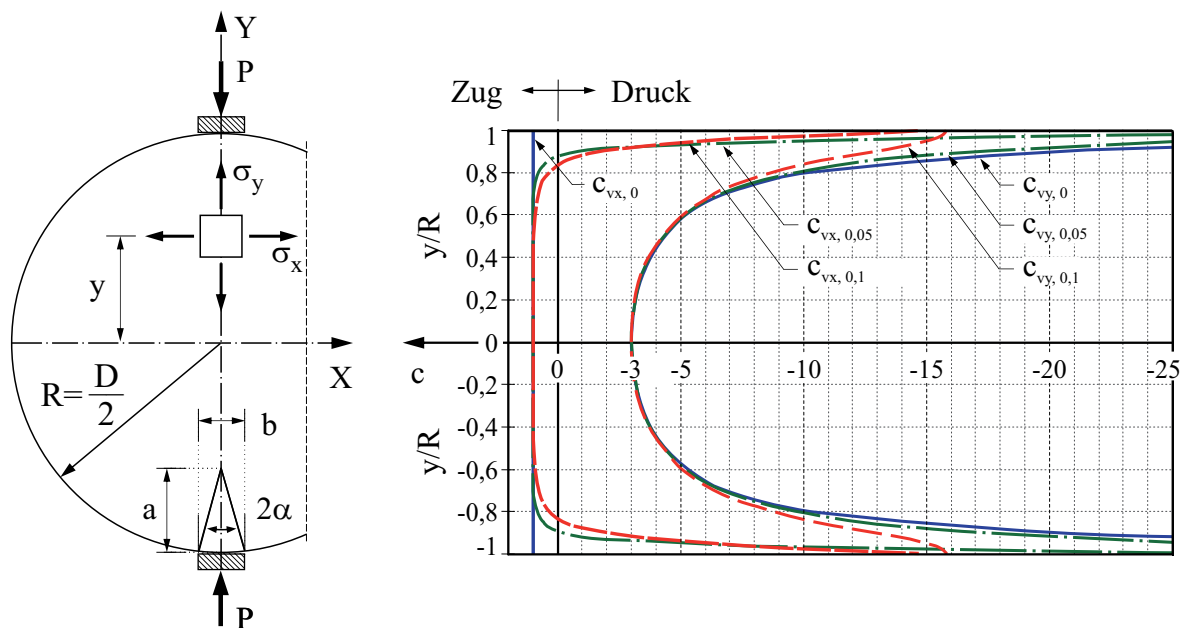 Y
P
σy
σx
y
X
R=D/2
b
a
2α
P
Zug
Druck
y/R
y/R
1
0,8
0,6
0,4
0,2
0
-0,2
-0,4
-0,6
-0,8
-1
c
0
-3
-5
-10
-15
-20
-25
cvx, 0
cvx, 0,05
cvx, 0,1
cvy, 0
cvy, 0,05
cvy, 0,1